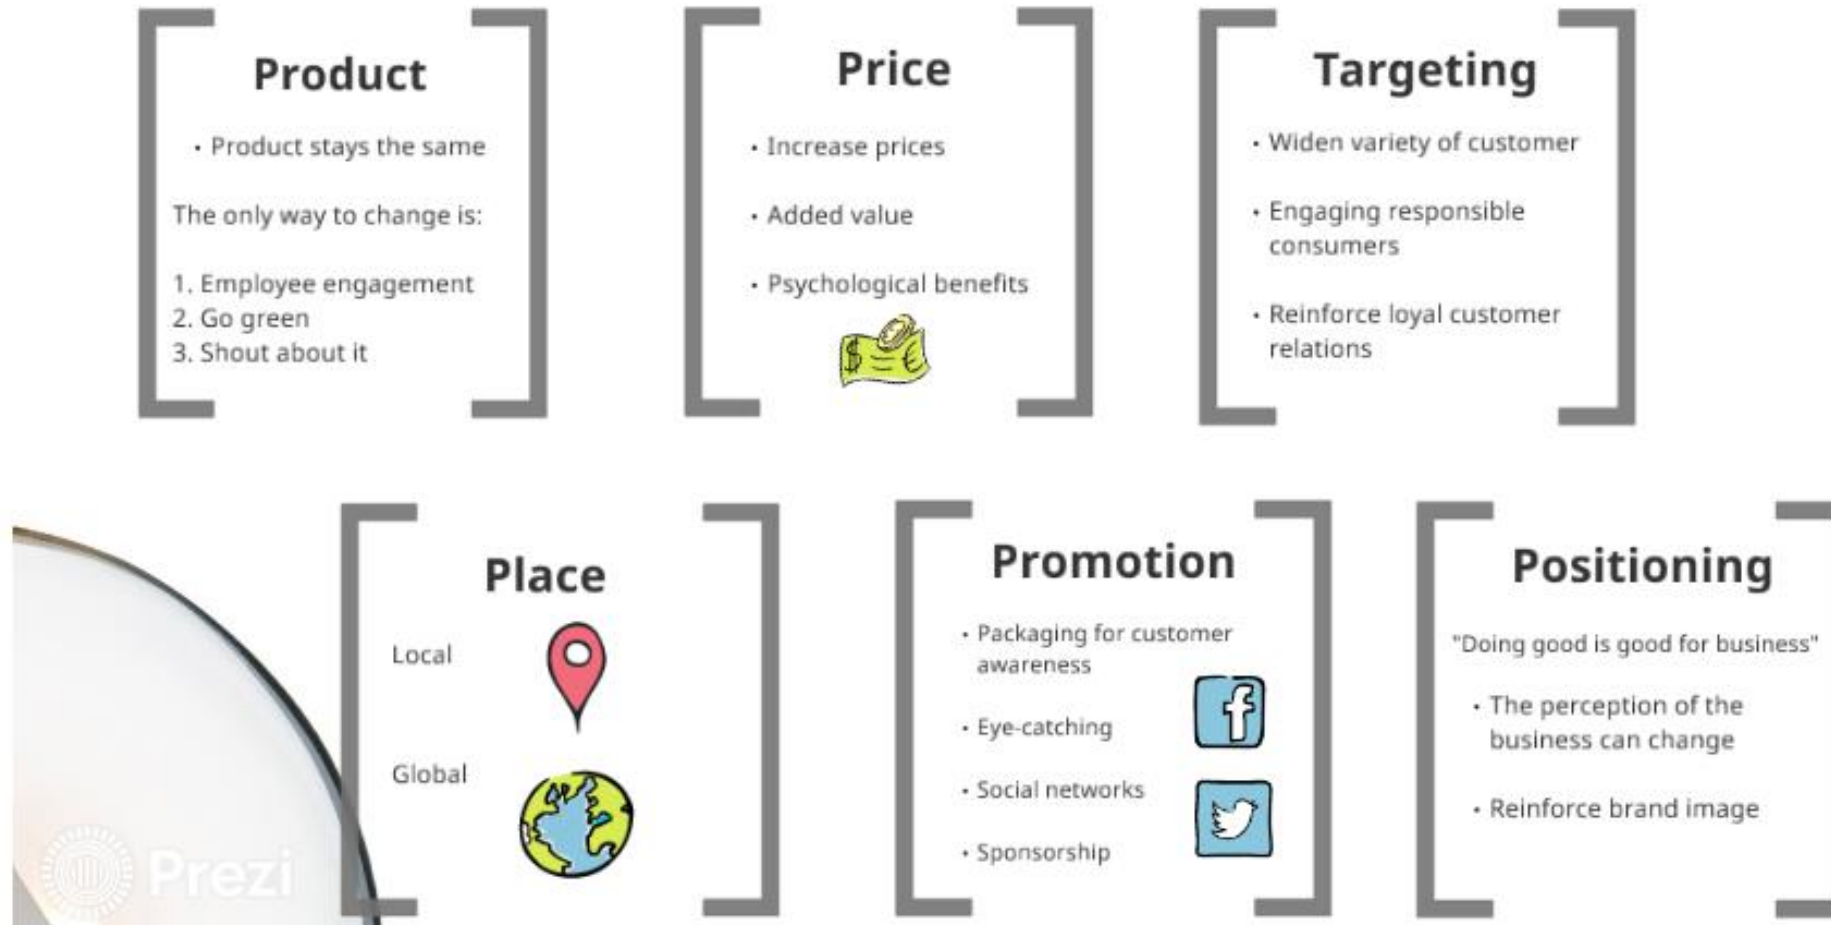 Product
• Product stays the same
The only way to change is:
1. Employee engagement
2. Go green
3. Shout about it
Price
• Increase prices
• Added value
• Psychological benefits
$ €
Targeting
• Widen variety of customer
• Engaging responsible
consumers
• Reinforce loyal customer
relations
Place
Local
Global
Promotion
• Packaging for customer
awareness
• Eye-catching
• Social networks
• Sponsorship
f
Positioning
"Doing good is good for business"
• The perception of the
business can change
• Reinforce brand image
Prezi